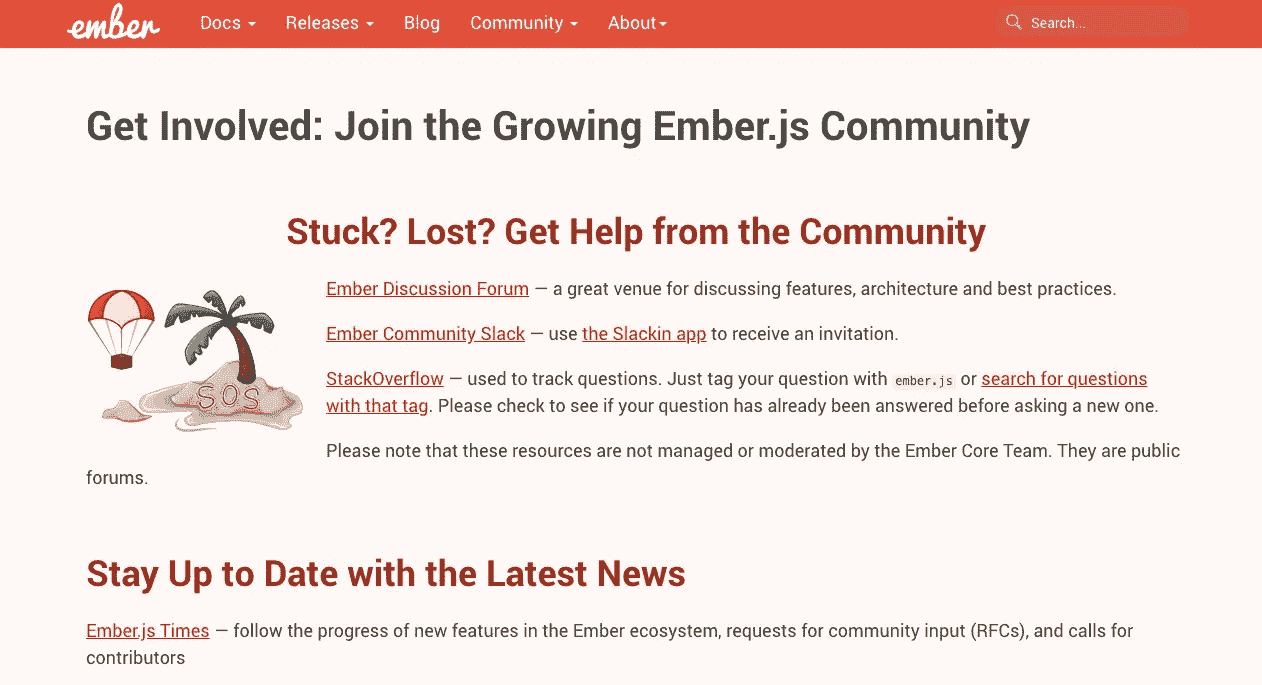 ember Docs Releases Blog Community About Search...
Get Involved: Join the Growing Ember.js Community
Stuck? Lost? Get Help from the Community
Ember Discussion Forum — a great venue for discussing features, architecture and best practices.
Ember Community Slack — use the Slackin app to receive an invitation.
StackOverflow — used to track questions. Just tag your question with ember.js or search for questions
with that tag. Please check to see if your question has already been answered before asking a new one.
SOS
Please note that these resources are not managed or moderated by the Ember Core Team. They are public
forums.
Stay Up to Date with the Latest News
Ember.js Times — follow the progress of new features in the Ember ecosystem, requests for community input (RFCs), and calls for
contributors